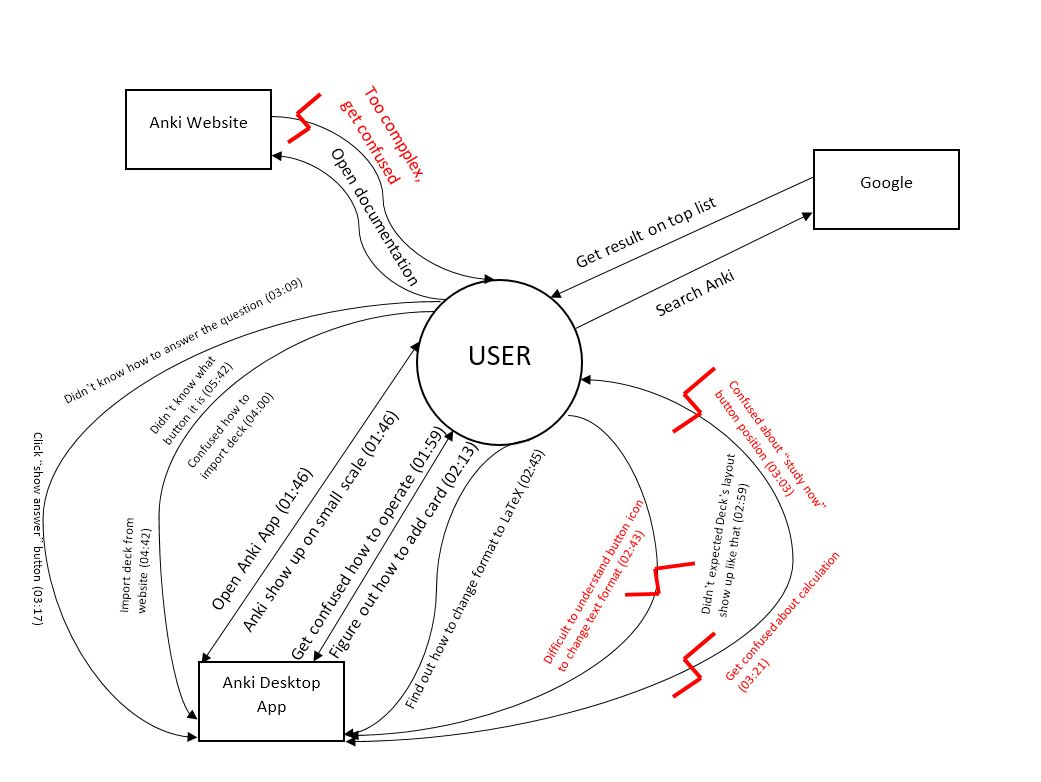 Anki Website
Too compplex,
get confused
Open documentation
Google
Get result on top list
Search Anki
USER
Didn't know how to answer the question (03:09)
Didn't know what
button it is (05:42)
Confused how to
import deck(04:00)
Click "show answer" button (03:17)
Import deck from
website (04:42)
Open Anki App (01:46)
Anki show up on small scale (01:46)
Get confused how to operate (01:59)
Figure out how to add card (02:13)
Find out how to change format to LaTeX (02:45)
Difficult to understand button icon
to change text format (02:43)
Didn't expected Deck's layout
show up like that (02:59)
Confused about "study now"
button position (03:03)
Get confused about calculation
(03:21)
Anki Desktop
App